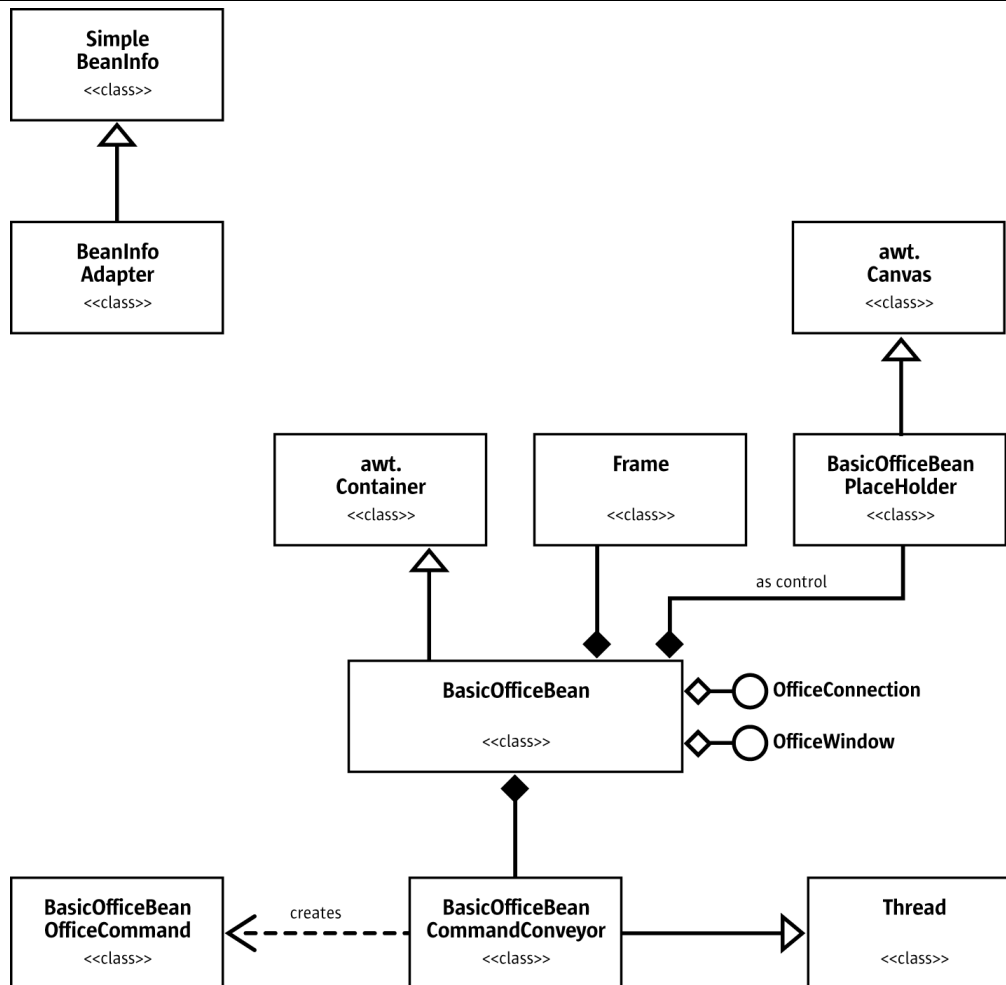 Simple
BeanInfo
<<class>>
BeanInfo
Adapter
<<class>>
awt.
Canvas
<<class>>
awt.
Container
<<class>>
Frame
<<class>>
BasicOfficeBean
PlaceHolder
<<class>>
as control
BasicOfficeBean
<<class>>
OfficeConnection
OfficeWindow
BasicOfficeBean
OfficeCommand
<<class>>
creates
BasicOfficeBean
CommandConveyor
<<class>>
Thread
<<class>>